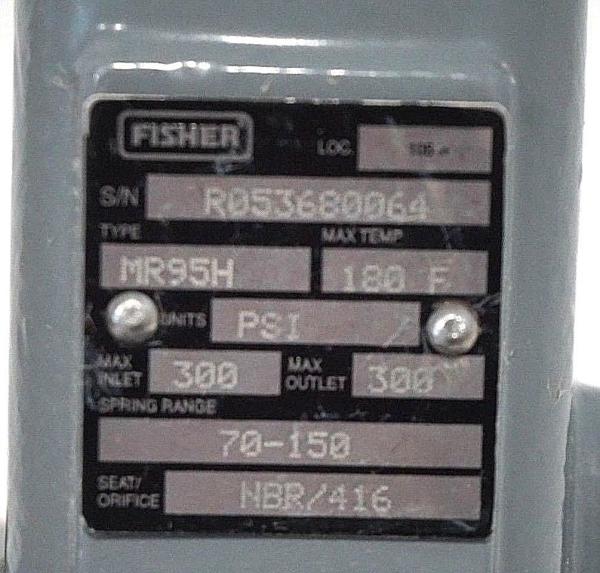 FISHER LOC.
S/N R053680064
TYPE MAX TEMP
MR95H 180 F
UNITS PSI
MAX INLET 300 MAX OUTLET 300
SPRING RANGE
70-150
SEAT/ORIFICE NBR/416